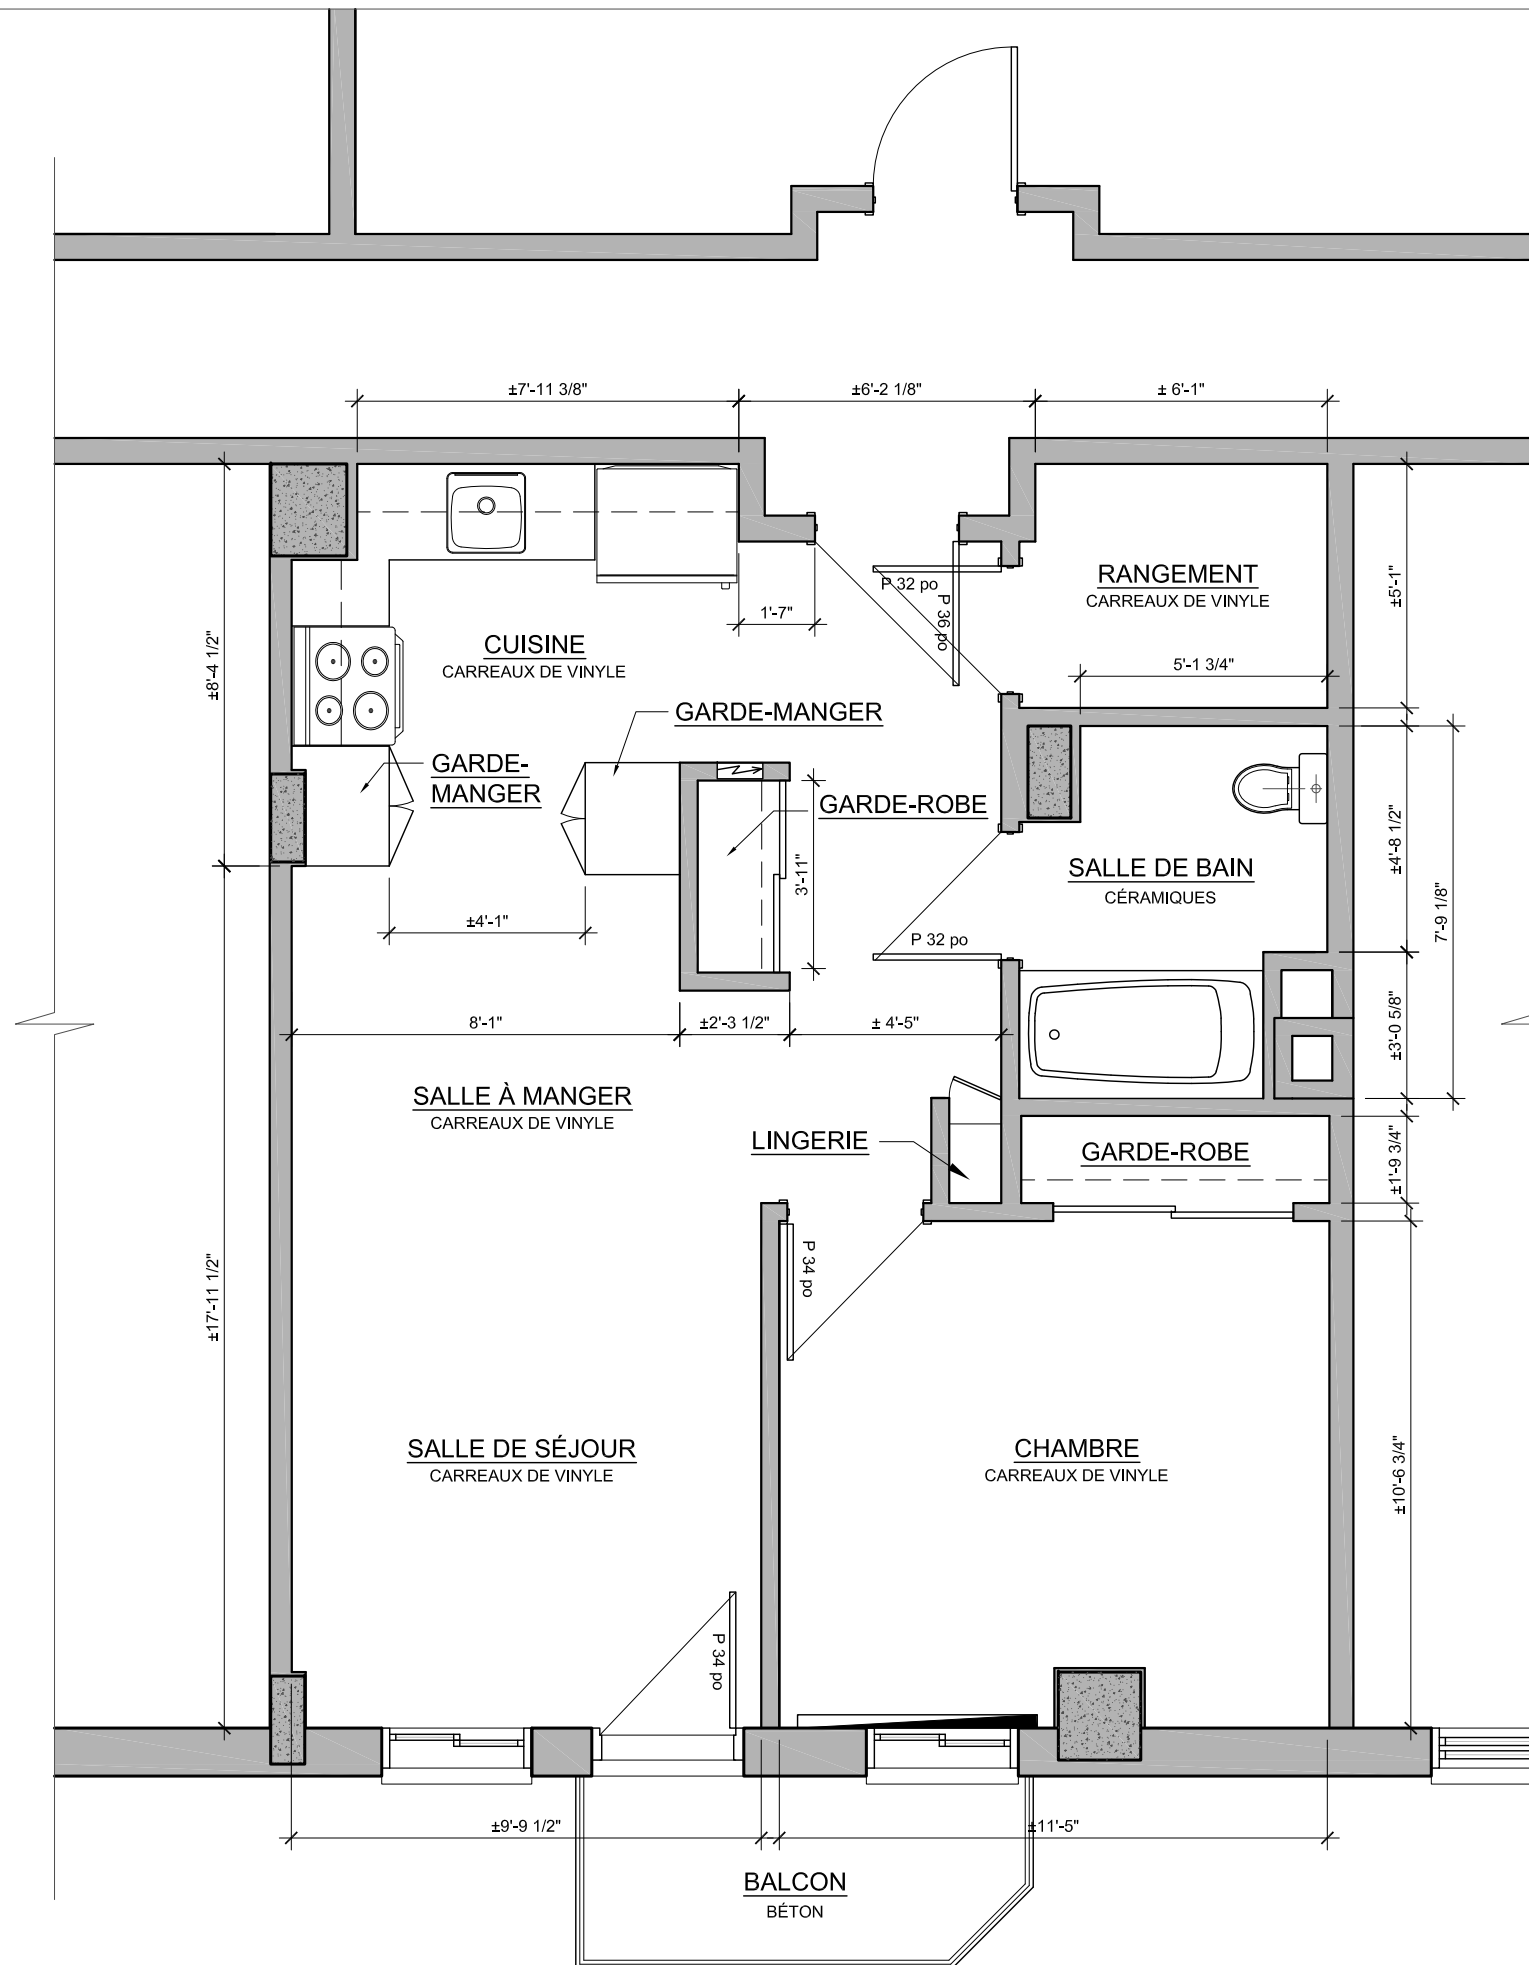 ±7'-11 3/8"
±6'-2 1/8"
± 6'-1"
P 32 po
P 36 po
1'-7"
RANGEMENT
CARREAUX DE VINYLE
±5'-1"
5'-1 3/4"
CUISINE
CARREAUX DE VINYLE
±8'-4 1/2"
GARDE-MANGER
GARDE-
MANGER
GARDE-ROBE
3'-11"
±4'-1"
SALLE DE BAIN
CÉRAMIQUES
±4'-8 1/2"
7'-9 1/8"
P 32 po
8'-1"
±2'-3 1/2"
± 4'-5"
±3'-0 5/8"
SALLE À MANGER
CARREAUX DE VINYLE
LINGERIE
GARDE-ROBE
±1'-9 3/4"
P 34 po
±17'-11 1/2"
SALLE DE SÉJOUR
CARREAUX DE VINYLE
CHAMBRE
CARREAUX DE VINYLE
±10'-6 3/4"
P 34 po
±9'-9 1/2"
±11'-5"
BALCON
BÉTON